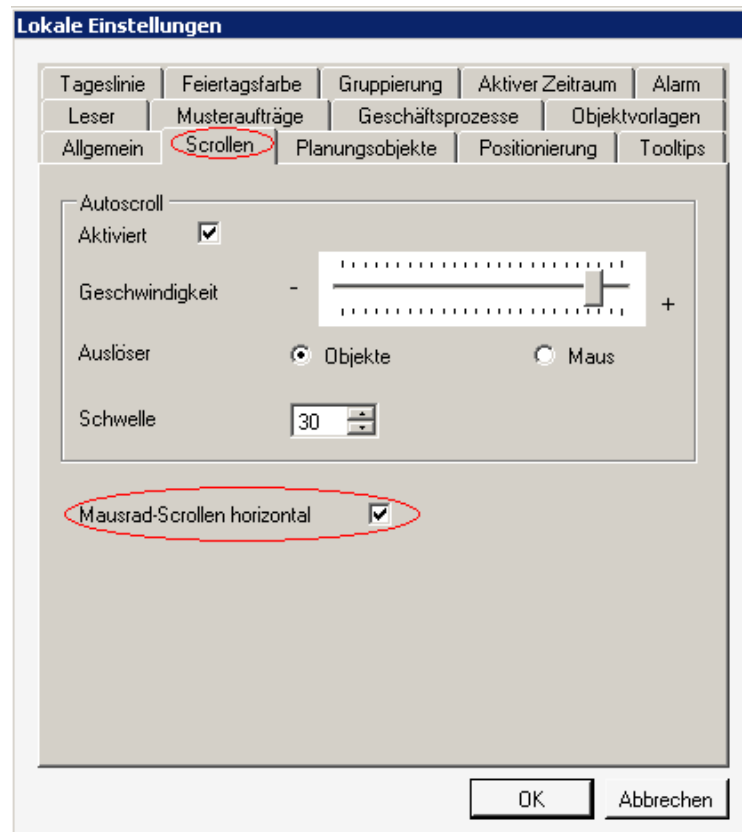 Lokale Einstellungen
Tageslinie Feiertagsfarbe Gruppierung Aktiver Zeitraum Alarm
Leser Musteraufträge Geschäftsprozesse Objektvorlagen
Allgemein Scrollen Planungsobjekte Positionierung Tooltips
Autoscroll
Aktiviert
Geschwindigkeit - +
Auslöser Objekte Maus
Schwelle 30
Mausrad-Scrollen horizontal
OK Abbrechen